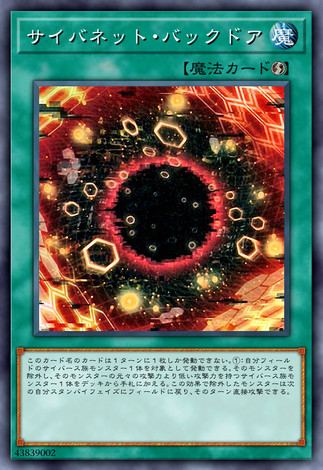 サイバネット・バックドア
魔
【魔法カード】
このカード名のカードは１ターンに１枚しか発動できない。①：自分フィール
ドのサイバース族モンスター１体を対象として発動できる。そのモンスターを
除外し、そのモンスターの元々の攻撃力より低い攻撃力を持つサイバース族モ
ンスター１体をデッキから手札に加える。この効果で除外したモンスターは次
の自分スタンバイフェイズにフィールドに戻り、そのターン直接攻撃できる。
43839002